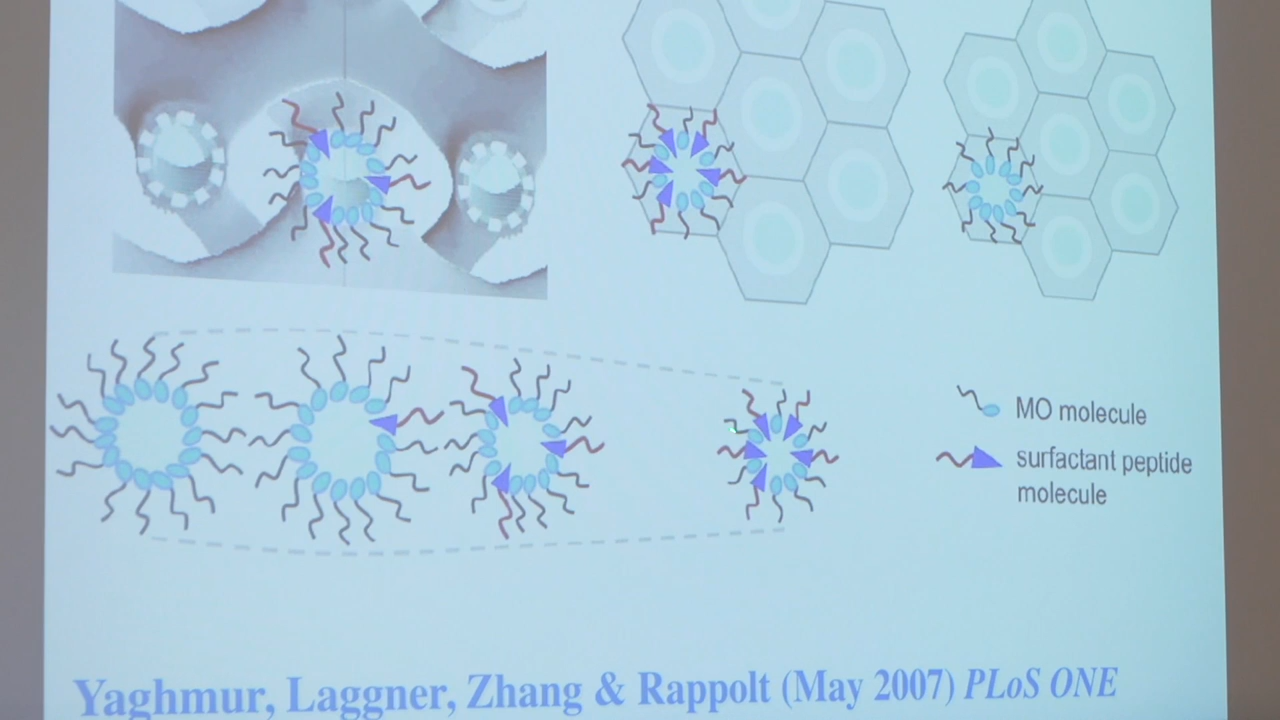 MO molecule
surfactant peptide
molecule
Yaghmur, Laggner, Zhang & Rappolt (May 2007) PLoS ONE